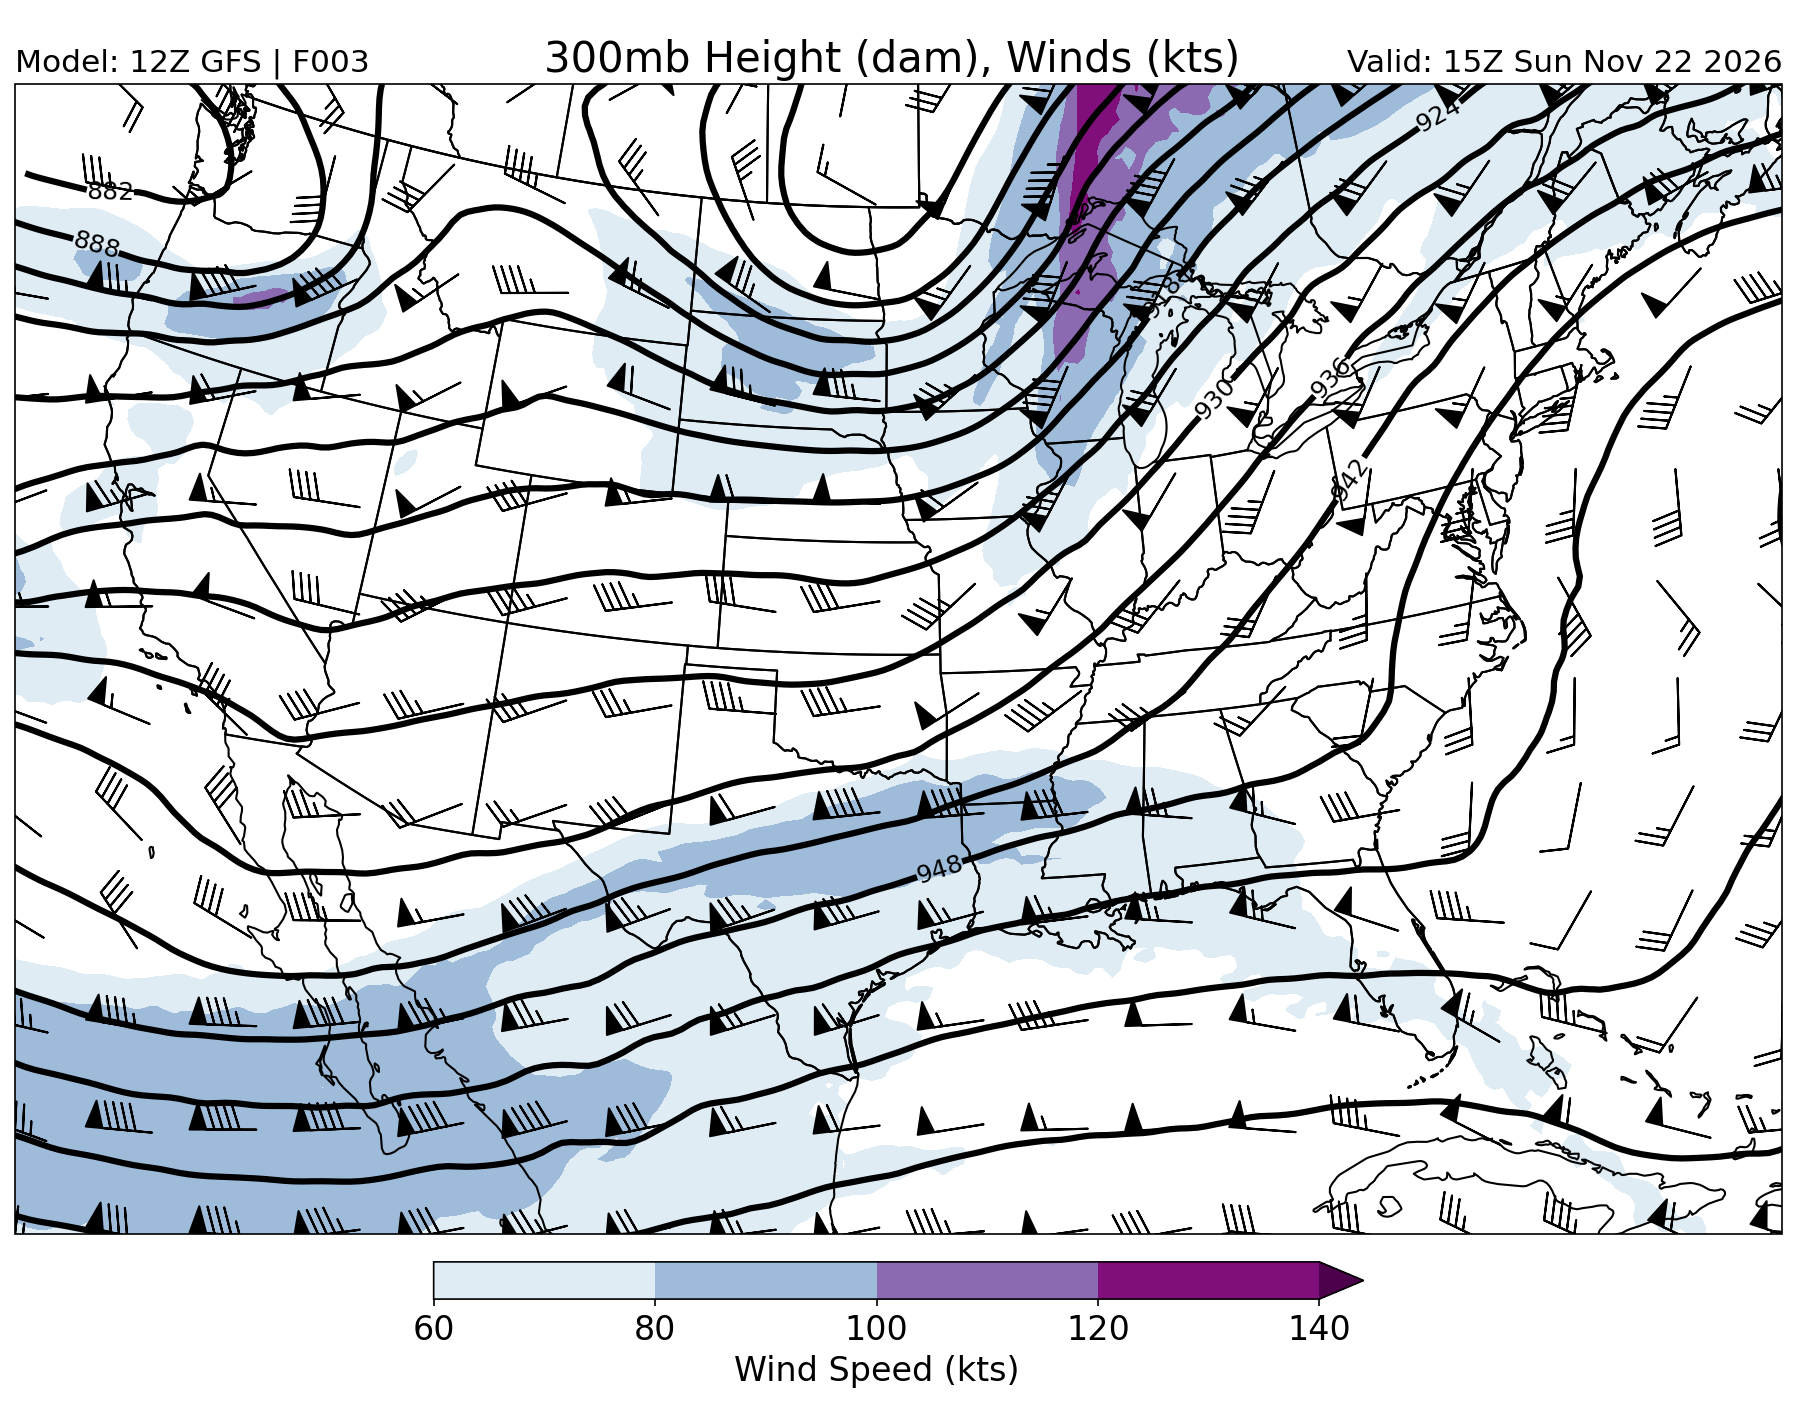 Model: 12Z GFS | F003
300mb Height (dam), Winds (kts)
Valid: 15Z Sun Nov 22 2026
924
882
888
918
936
930
942
948
60 80 100 120 140
Wind Speed (kts)